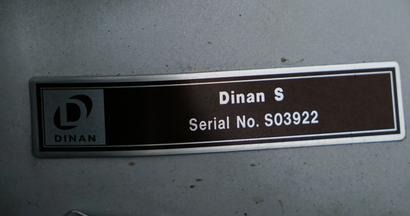 DINAN
Dinan S
Serial No. S03922